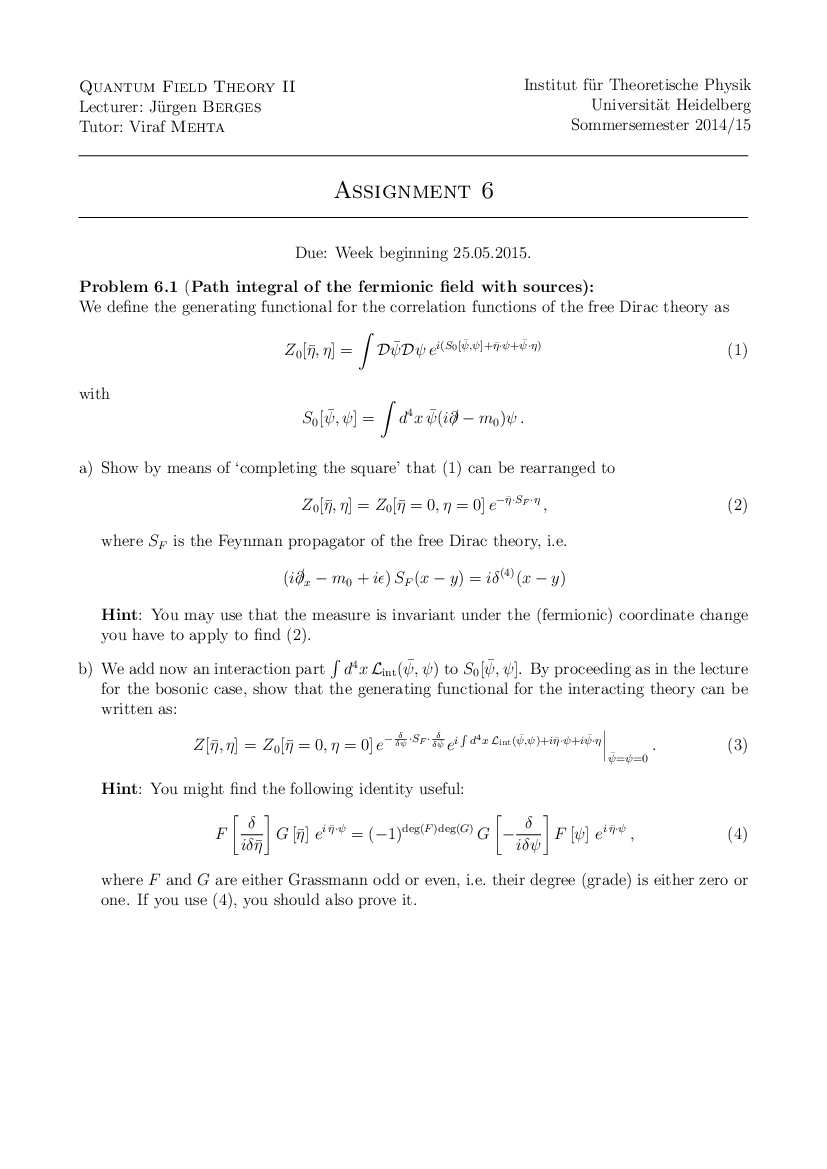 Quantum Field Theory II
Institut für Theoretische Physik
Lecturer: Jürgen Berges
Universität Heidelberg
Tutor: Viraf Mehta
Sommersemester 2014/15
Assignment 6
Due: Week beginning 25.05.2015.
Problem 6.1 (Path integral of the fermionic field with sources):
We define the generating functional for the correlation functions of the free Dirac theory as
$Z_0[\bar{\eta}, \eta] = \int \mathcal{D}\bar{\psi}\mathcal{D}\psi \, e^{i(S_0[\bar{\psi},\psi]+\bar{\eta}\cdot\psi+\bar{\psi}\cdot\eta)}$ (1)
with
$S_0[\bar{\psi}, \psi] = \int d^4x \, \bar{\psi}(i\partial\!\!\!/ - m_0)\psi \, .$
a) Show by means of ‘completing the square’ that (1) can be rearranged to
$Z_0[\bar{\eta}, \eta] = Z_0[\bar{\eta} = 0, \eta = 0] \, e^{-\bar{\eta}\cdot S_F\cdot\eta} \, ,$ (2)
where $S_F$ is the Feynman propagator of the free Dirac theory, i.e.
$(i\partial\!\!\!/_x - m_0 + i\epsilon) \, S_F(x - y) = i\delta^{(4)}(x - y)$
Hint: You may use that the measure is invariant under the (fermionic) coordinate change
you have to apply to find (2).
b) We add now an interaction part $\int d^4x \, \mathcal{L}_{\text{int}}(\bar{\psi}, \psi)$ to $S_0[\bar{\psi}, \psi]$. By proceeding as in the lecture
for the bosonic case, show that the generating functional for the interacting theory can be
written as:
$Z[\bar{\eta}, \eta] = Z_0[\bar{\eta} = 0, \eta = 0] \, e^{-\frac{\delta}{\delta\psi}\cdot S_F\cdot\frac{\delta}{\delta\bar{\psi}}} e^{i\int d^4x \, \mathcal{L}_{\text{int}}(\bar{\psi},\psi)+i\bar{\eta}\cdot\psi+i\bar{\psi}\cdot\eta} \Big|_{\bar{\psi}=\psi=0} \, .$ (3)
Hint: You might find the following identity useful:
$F\left[\frac{\delta}{i\delta\bar{\eta}}\right] G\,[\bar{\eta}] \, e^{i\,\bar{\eta}\cdot\psi} = (-1)^{\deg(F)\deg(G)} \, G\left[-\frac{\delta}{i\delta\psi}\right] F\,[\psi] \, e^{i\,\bar{\eta}\cdot\psi} \, ,$ (4)
where $F$ and $G$ are either Grassmann odd or even, i.e. their degree (grade) is either zero or
one. If you use (4), you should also prove it.